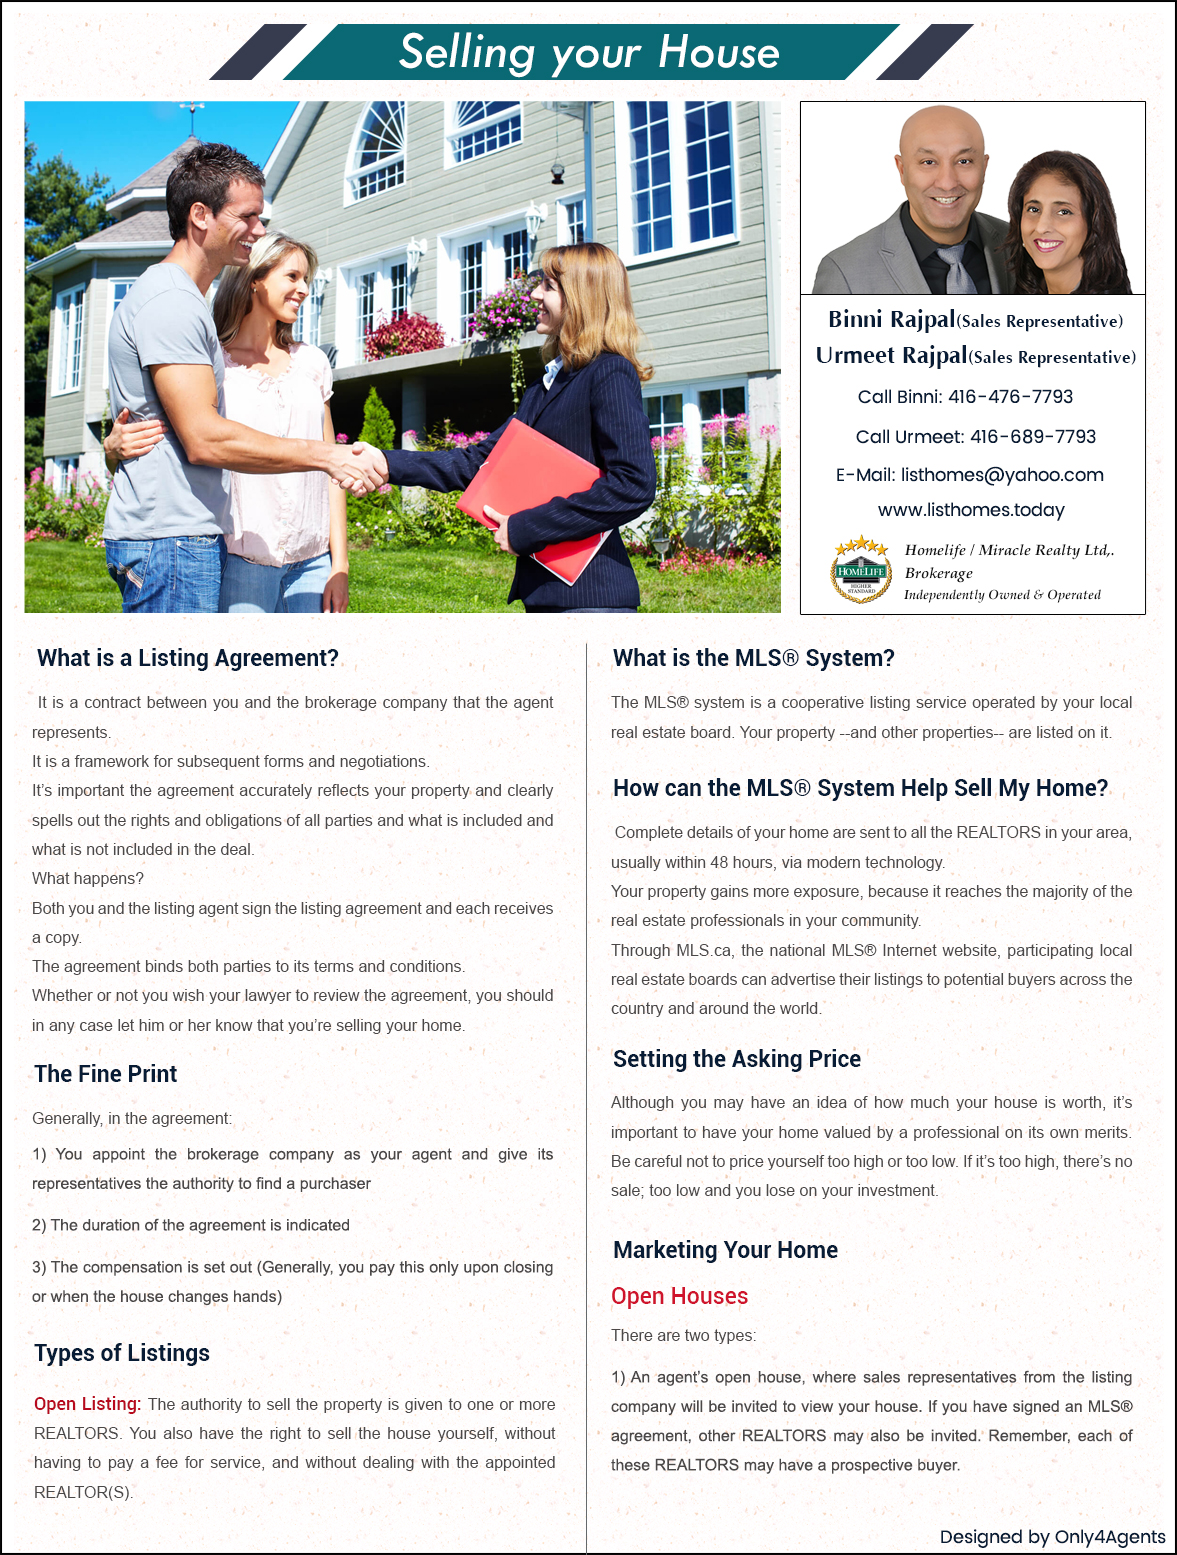 Selling your House
Binni Rajpal(Sales Representative)
Urmeet Rajpal(Sales Representative)
Call Binni: 416-476-7793
Call Urmeet: 416-689-7793
E-Mail: listhomes@yahoo.com
www.listhomes.today
HOMELIFE
HIGHER
STANDARD
Homelife / Miracle Realty Ltd,.
Brokerage
Independently Owned & Operated
What is a Listing Agreement?
It is a contract between you and the brokerage company that the agent
represents.
It is a framework for subsequent forms and negotiations.
It's important the agreement accurately reflects your property and clearly
spells out the rights and obligations of all parties and what is included and
what is not included in the deal.
What happens?
Both you and the listing agent sign the listing agreement and each receives
a copy.
The agreement binds both parties to its terms and conditions.
Whether or not you wish your lawyer to review the agreement, you should
in any case let him or her know that you're selling your home.
The Fine Print
Generally, in the agreement:
1) You appoint the brokerage company as your agent and give its
representatives the authority to find a purchaser
2) The duration of the agreement is indicated
3) The compensation is set out (Generally, you pay this only upon closing
or when the house changes hands)
Types of Listings
Open Listing: The authority to sell the property is given to one or more
REALTORS. You also have the right to sell the house yourself, without
having to pay a fee for service, and without dealing with the appointed
REALTOR(S).
What is the MLS® System?
The MLS® system is a cooperative listing service operated by your local
real estate board. Your property --and other properties-- are listed on it.
How can the MLS® System Help Sell My Home?
Complete details of your home are sent to all the REALTORS in your area,
usually within 48 hours, via modern technology.
Your property gains more exposure, because it reaches the majority of the
real estate professionals in your community.
Through MLS.ca, the national MLS® Internet website, participating local
real estate boards can advertise their listings to potential buyers across the
country and around the world.
Setting the Asking Price
Although you may have an idea of how much your house is worth, it's
important to have your home valued by a professional on its own merits.
Be careful not to price yourself too high or too low. If it's too high, there's no
sale; too low and you lose on your investment.
Marketing Your Home
Open Houses
There are two types:
1) An agent's open house, where sales representatives from the listing
company will be invited to view your house. If you have signed an MLS®
agreement, other REALTORS may also be invited. Remember, each of
these REALTORS may have a prospective buyer.
Designed by Only4Agents